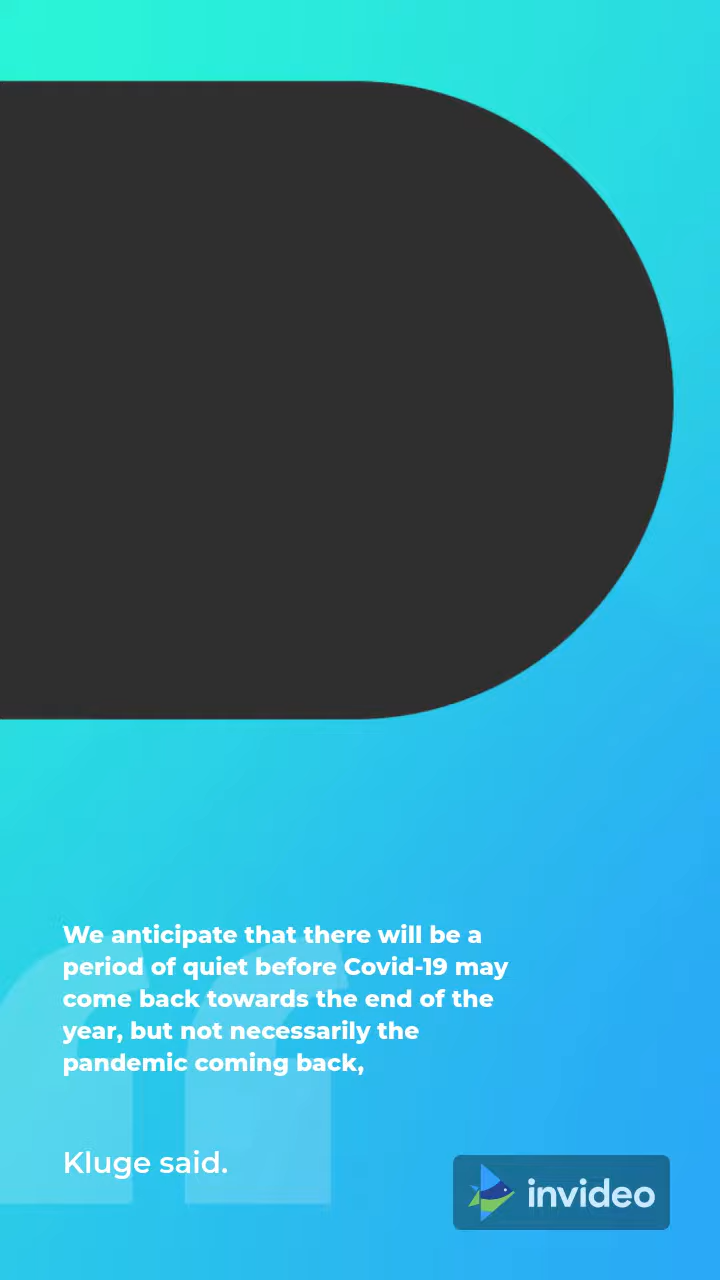 We anticipate that there will be a
period of quiet before Covid-19 may
come back towards the end of the
year, but not necessarily the
pandemic coming back,
Kluge said.
invideo